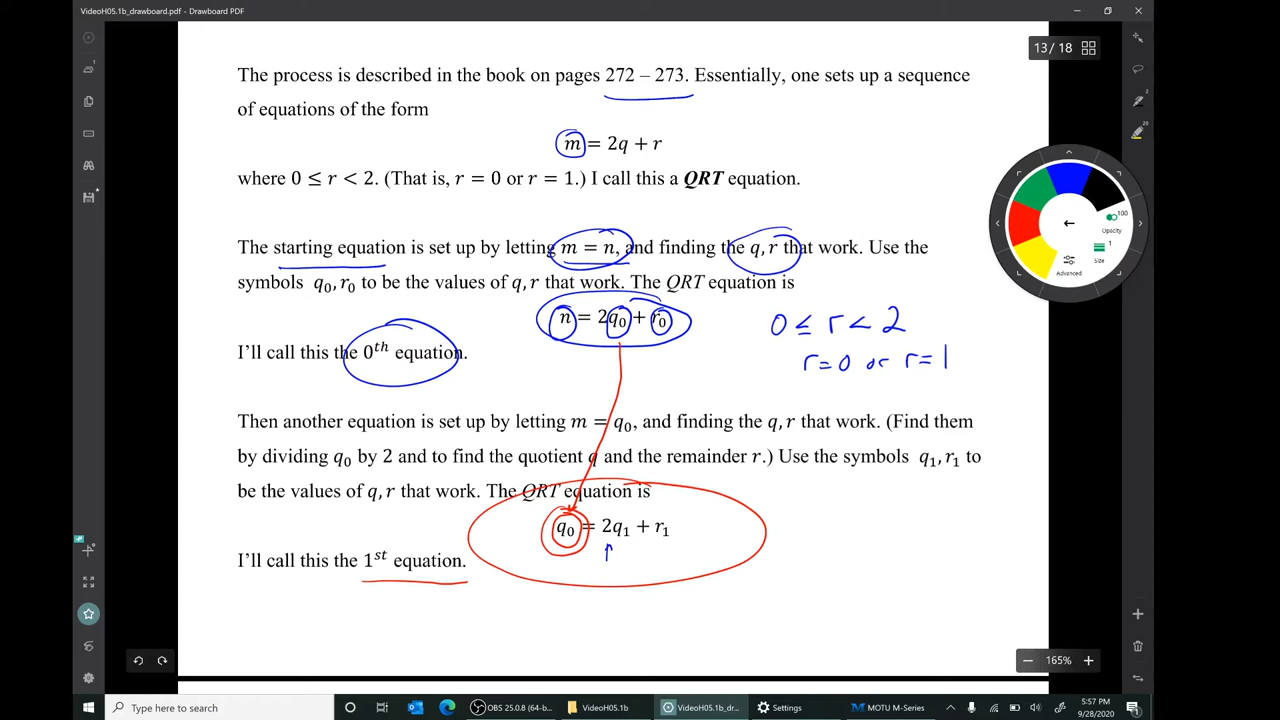 VideoH05.1b_drawboard.pdf - Drawboard PDF
13 / 18
The process is described in the book on pages 272 – 273. Essentially, one sets up a sequence
of equations of the form
m = 2q + r
where 0 ≤ r < 2. (That is, r = 0 or r = 1.) I call this a QRT equation.
The starting equation is set up by letting m = n, and finding the q, r that work. Use the
symbols q₀, r₀ to be the values of q, r that work. The QRT equation is
n = 2q₀ + r₀
0 ≤ r < 2
I’ll call this the 0ᵗʰ equation.
r=0 or r=1
Then another equation is set up by letting m = q₀, and finding the q, r that work. (Find them
by dividing q₀ by 2 and to find the quotient q and the remainder r.) Use the symbols q₁, r₁ to
be the values of q, r that work. The QRT equation is
q₀ = 2q₁ + r₁
I’ll call this the 1ˢᵗ equation.
100
Opacity
1
Size
Advanced
2
20
165%
Type here to search
OBS 25.0.8 (64-b...
VideoH05.1b
VideoH05.1b_dr...
Settings
MOTU M-Series
5:57 PM
9/28/2020